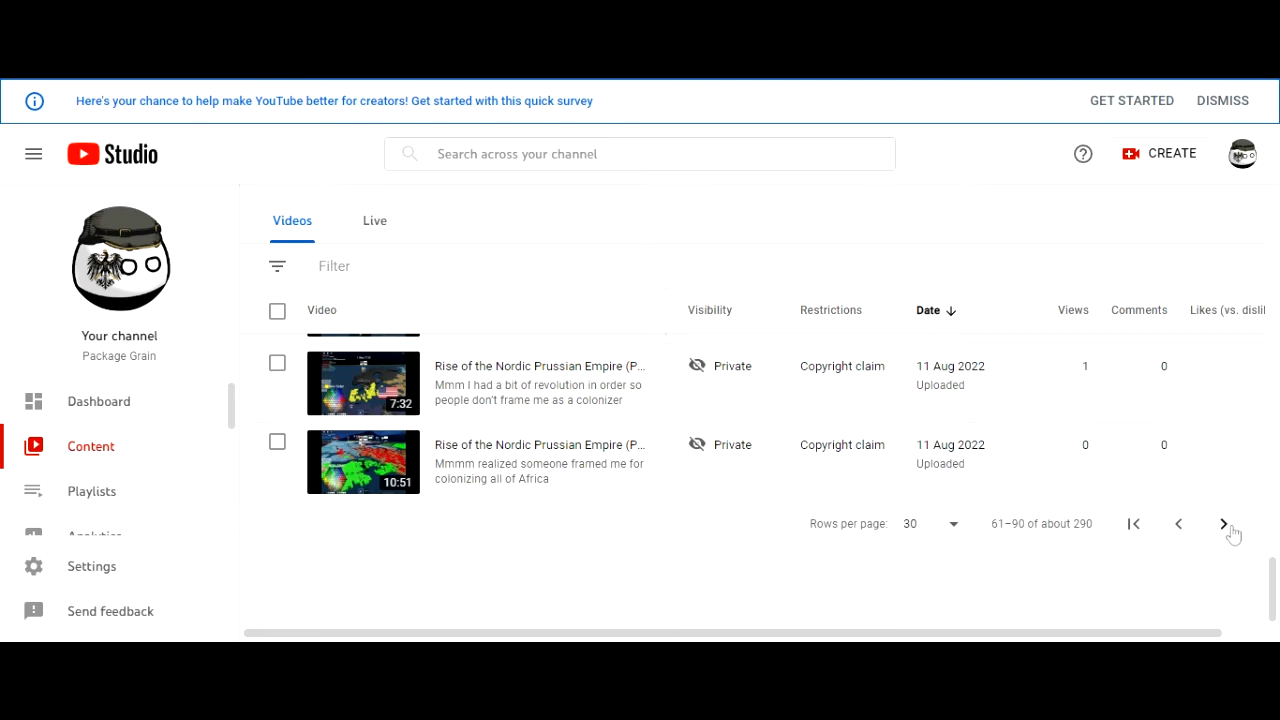 Here's your chance to help make YouTube better for creators! Get started with this quick survey
GET STARTED
DISMISS
Studio
Search across your channel
CREATE
Your channel
Package Grain
Dashboard
Content
Playlists
Analytics
Settings
Send feedback
Videos
Live
Filter
Video
Visibility
Restrictions
Date
Views
Comments
Likes (vs. disli
Rise of the Nordic Prussian Empire (P...
Mmm I had a bit of revolution in order so
people don't frame me as a colonizer
7:32
Private
Copyright claim
11 Aug 2022
Uploaded
1
0
Rise of the Nordic Prussian Empire (P...
Mmmm realized someone framed me for
colonizing all of Africa
10:51
Private
Copyright claim
11 Aug 2022
Uploaded
0
0
Rows per page:
30
61–90 of about 290